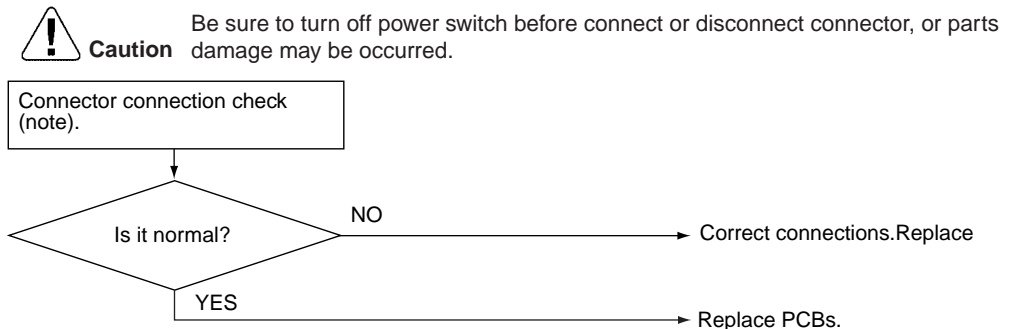 Be sure to turn off power switch before connect or disconnect connector, or parts
Caution damage may be occurred.
Connector connection check
(note).
Is it normal?
NO
Correct connections.Replace
YES
Replace PCBs.